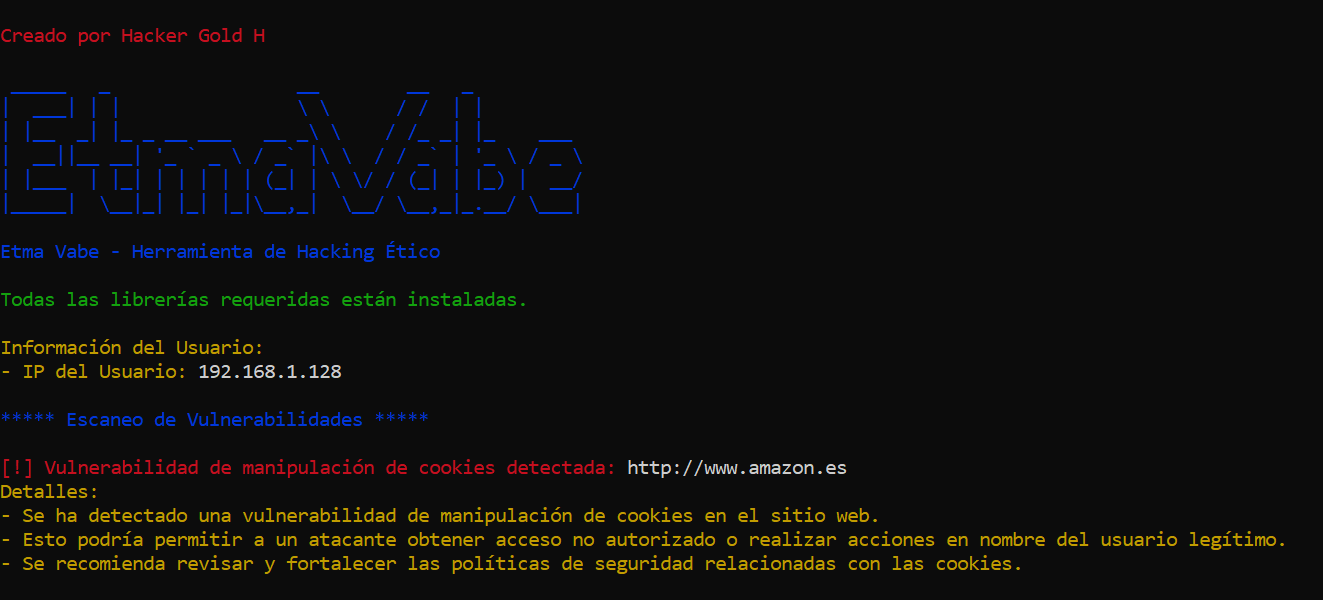 Creado por Hacker Gold H
EtmaVabe
Etma Vabe - Herramienta de Hacking Ético
Todas las librerías requeridas están instaladas.
Información del Usuario:
- IP del Usuario: 192.168.1.128
***** Escaneo de Vulnerabilidades *****
[!] Vulnerabilidad de manipulación de cookies detectada: http://www.amazon.es
Detalles:
- Se ha detectado una vulnerabilidad de manipulación de cookies en el sitio web.
- Esto podría permitir a un atacante obtener acceso no autorizado o realizar acciones en nombre del usuario legítimo.
- Se recomienda revisar y fortalecer las políticas de seguridad relacionadas con las cookies.